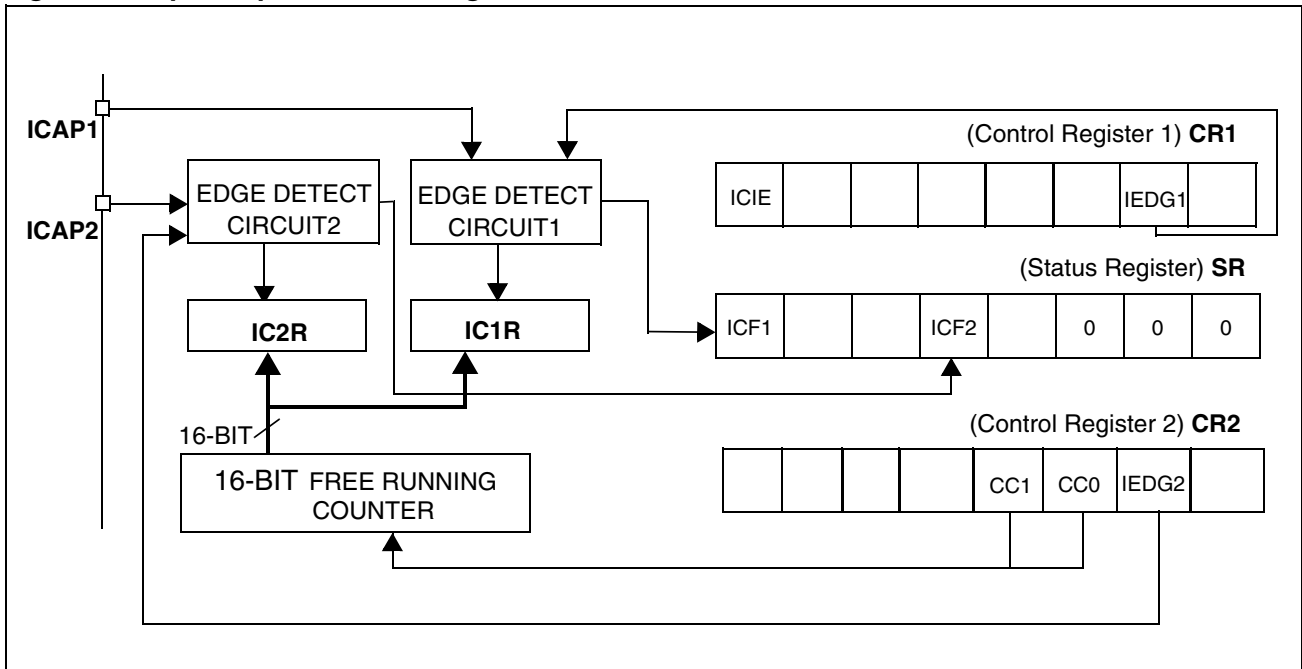 ICAP1
ICAP2
EDGE DETECT
CIRCUIT2
EDGE DETECT
CIRCUIT1
IC2R
IC1R
16-BIT
16-BIT FREE RUNNING
COUNTER
(Control Register 1) CR1
ICIE IEDG1
(Status Register) SR
ICF1 ICF2 0 0 0
(Control Register 2) CR2
CC1 CC0 IEDG2